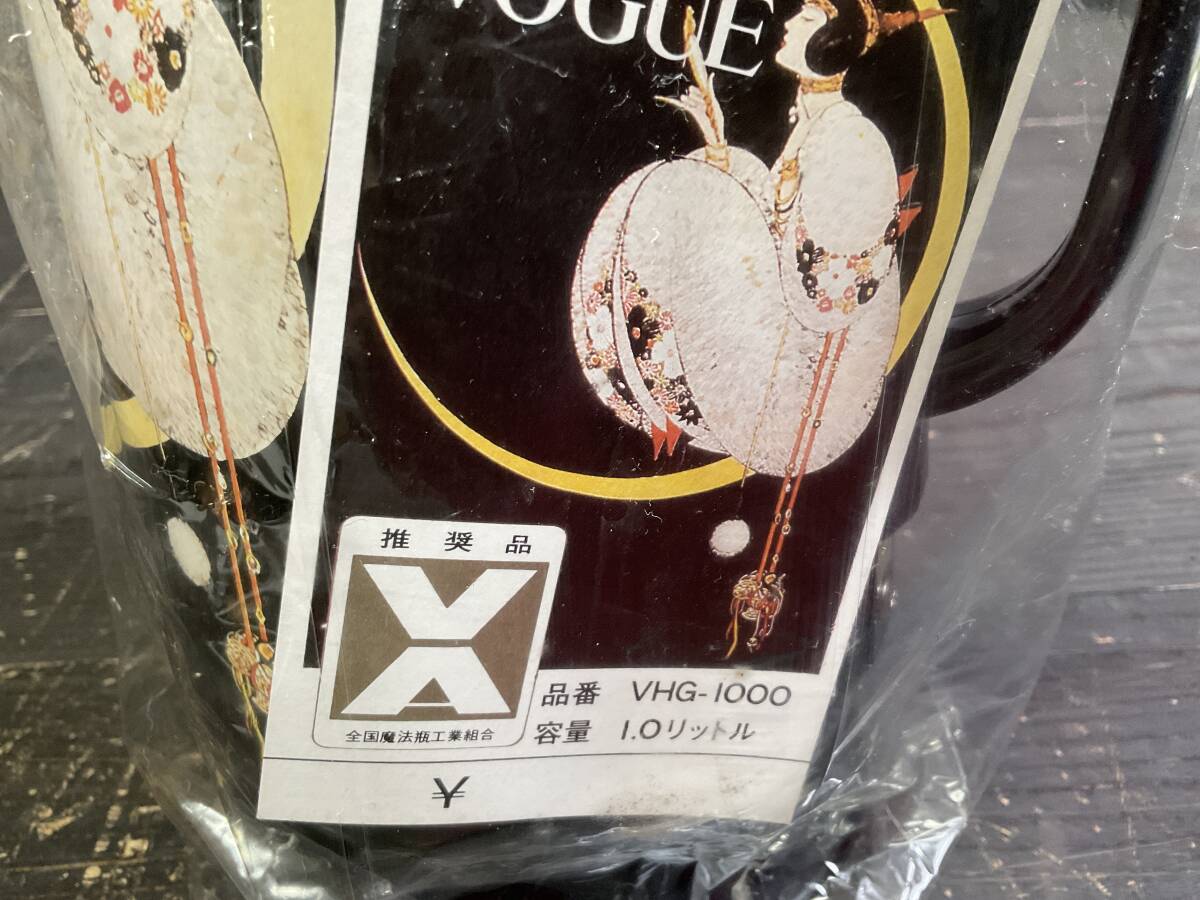 VOGUE
推奨品
VA
全国魔法瓶工業組合
品番 VHG-1000
容量 1.0リットル
¥